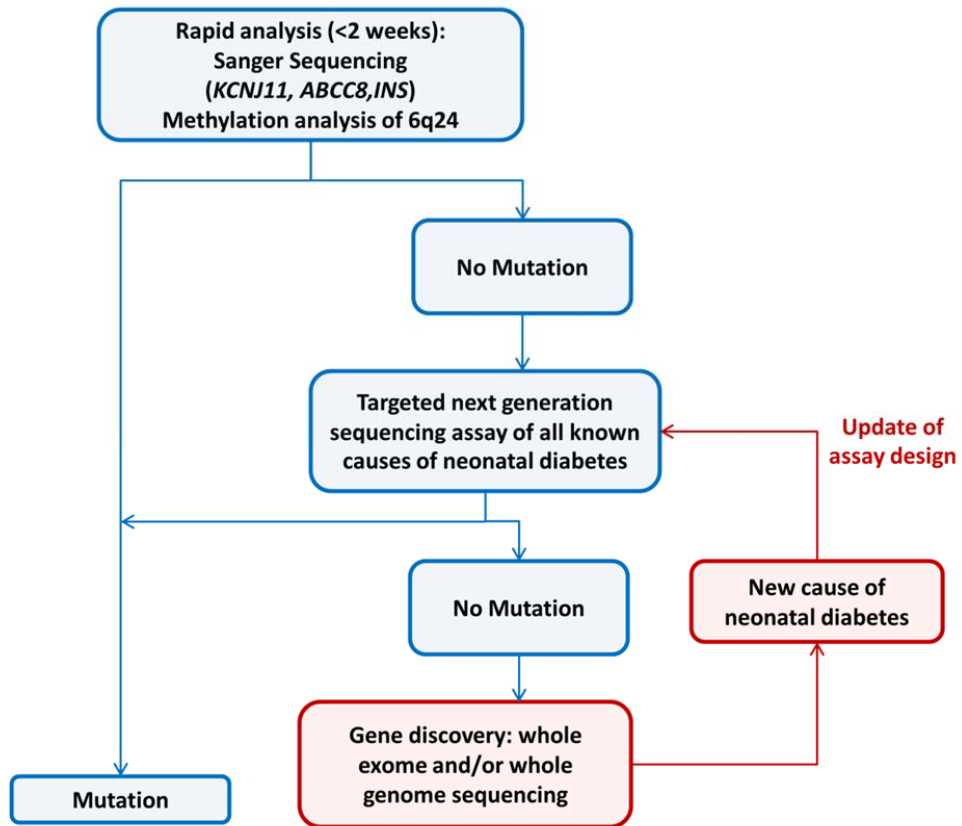 Rapid analysis (<2 weeks):
Sanger Sequencing
(KCNJ11, ABCC8,INS)
Methylation analysis of 6q24
No Mutation
Targeted next generation
sequencing assay of all known
causes of neonatal diabetes
Update of
assay design
No Mutation
New cause of
neonatal diabetes
Gene discovery: whole
exome and/or whole
genome sequencing
Mutation